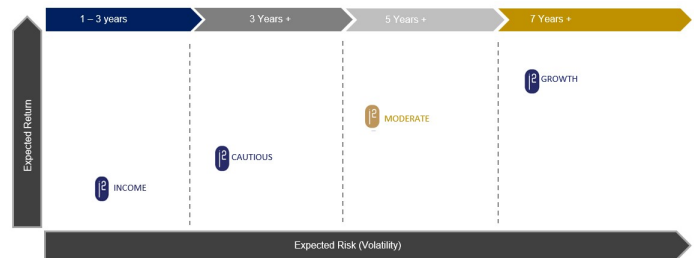 1 – 3 years
3 Years +
5 Years +
7 Years +
Expected Return
GROWTH
MODERATE
CAUTIOUS
INCOME
Expected Risk (Volatility)